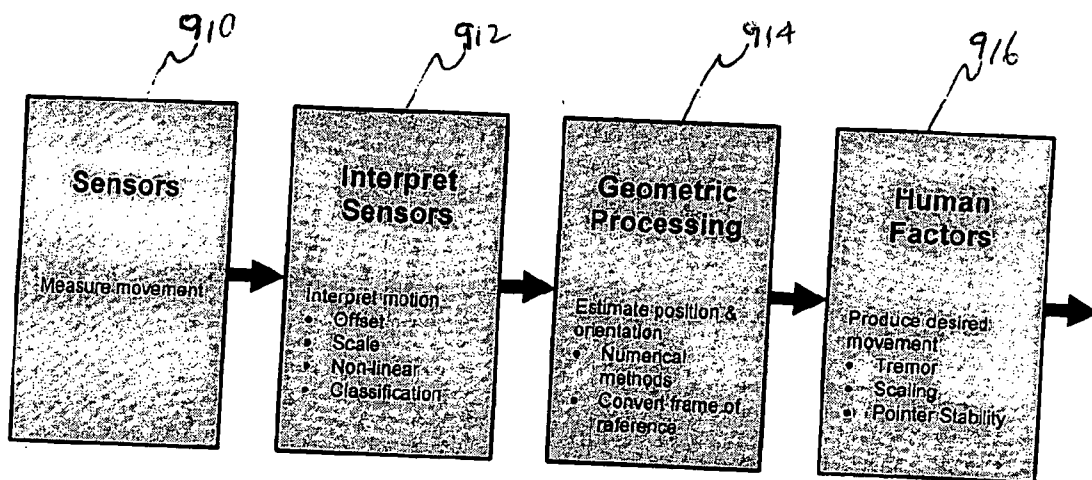 910
912
914
916
Sensors
Measure movement
Interpret
Sensors
Interpret motion
• Offset
• Scale
• Non-linear
• Classification
Geometric
Processing
Estimate position &
orientation
• Numerical
methods
• Convert frame of
reference
Human
Factors
Produce desired
movement
• Tremor
• Scaling
• Pointer Stability